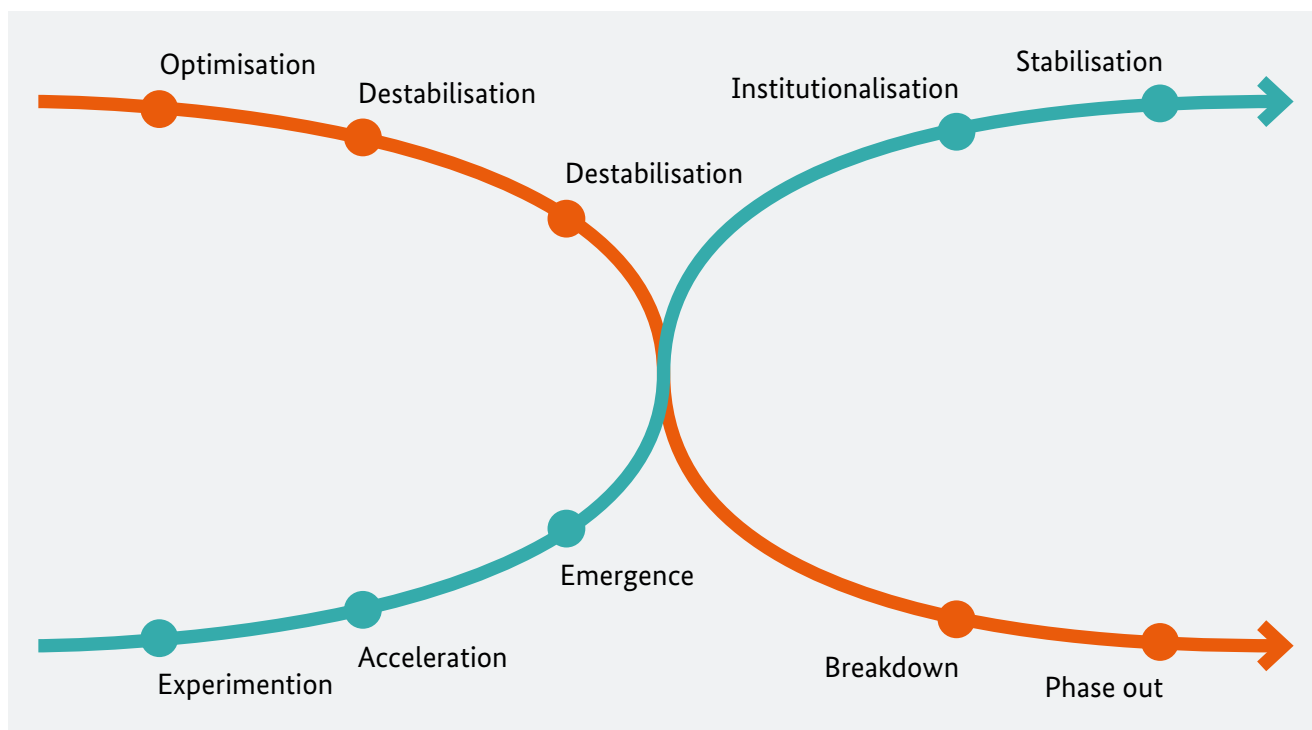 Optimisation
Destabilisation
Destabilisation
Institutionalisation
Stabilisation
Experimention
Acceleration
Emergence
Breakdown
Phase out